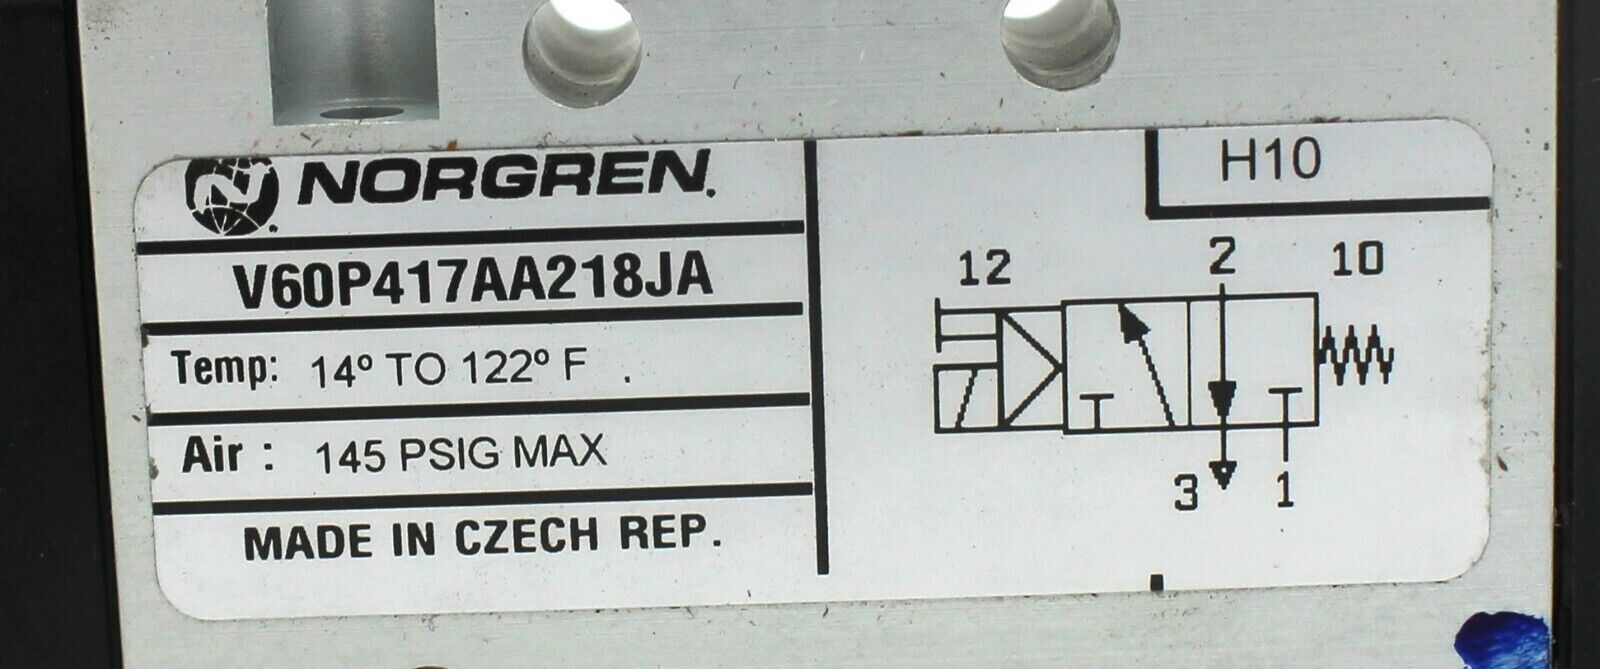 NORGREN.
V60P417AA218JA
Temp: 14° TO 122° F .
Air : 145 PSIG MAX
MADE IN CZECH REP.
H10
12 2 10
3 1